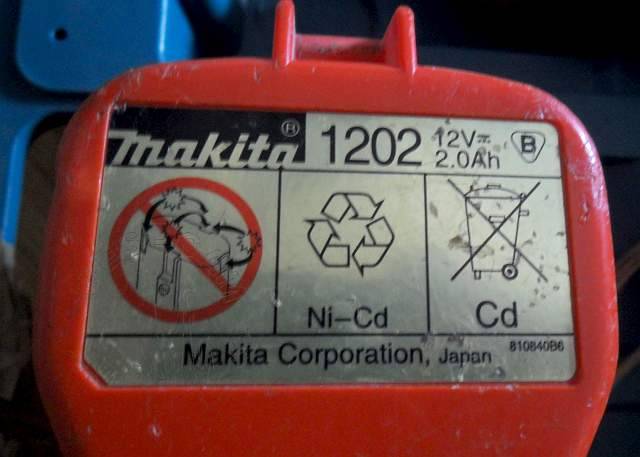 makita® 1202 12V⎓ B
2.0Ah
Ni-Cd Cd
Makita Corporation, Japan 810840B6